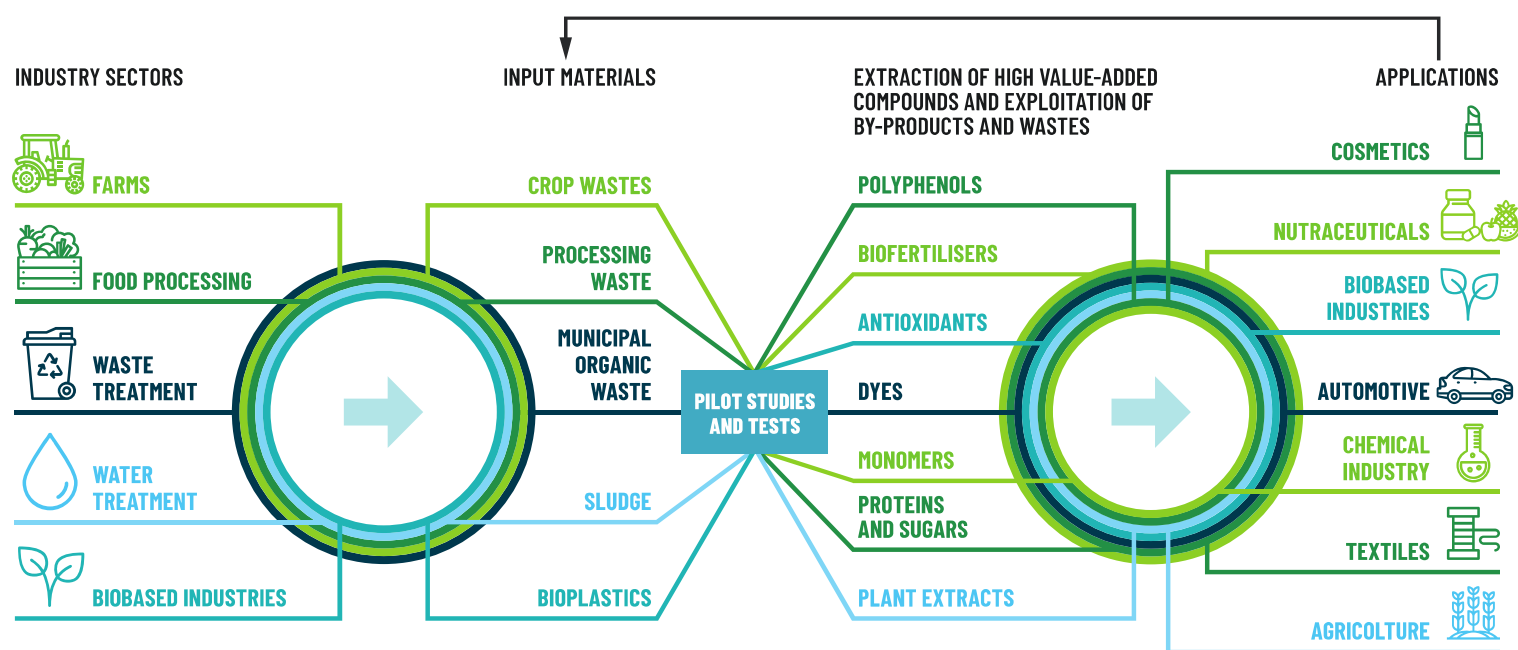 INDUSTRY SECTORS
INPUT MATERIALS
EXTRACTION OF HIGH VALUE-ADDED
COMPOUNDS AND EXPLOITATION OF
BY-PRODUCTS AND WASTES
APPLICATIONS
FARMS
FOOD PROCESSING
WASTE
TREATMENT
WATER
TREATMENT
BIOBASED INDUSTRIES
CROP WASTES
PROCESSING
WASTE
MUNICIPAL
ORGANIC
WASTE
SLUDGE
BIOPLASTICS
PILOT STUDIES
AND TESTS
POLYPHENOLS
BIOFERTILISERS
ANTIOXIDANTS
DYES
MONOMERS
PROTEINS
AND SUGARS
PLANT EXTRACTS
COSMETICS
NUTRACEUTICALS
BIOBASED
INDUSTRIES
AUTOMOTIVE
CHEMICAL
INDUSTRY
TEXTILES
AGRICOLTURE